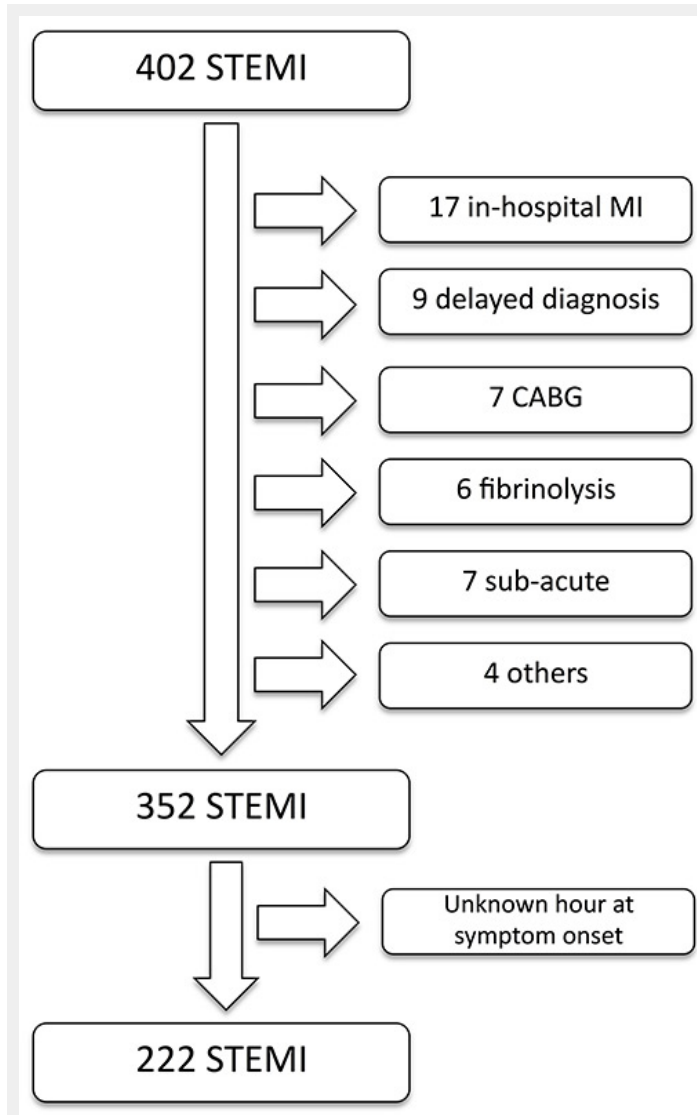 402 STEMI
17 in-hospital MI
9 delayed diagnosis
7 CABG
6 fibrinolysis
7 sub-acute
4 others
352 STEMI
Unknown hour at
symptom onset
222 STEMI